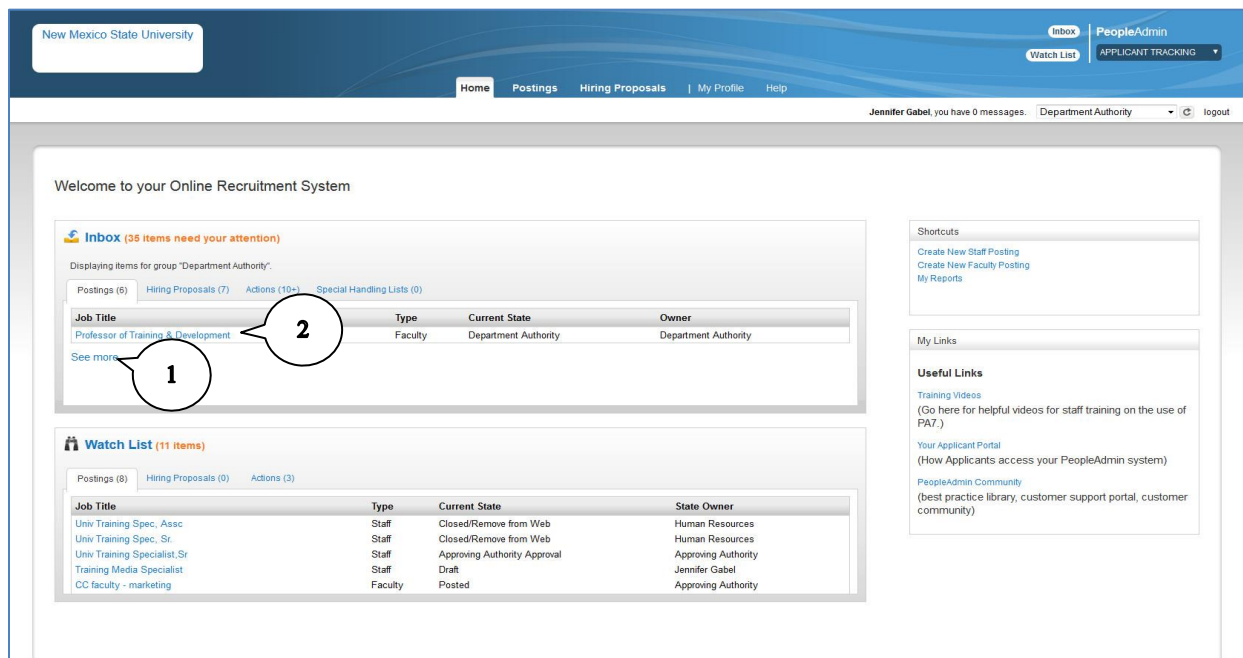 New Mexico State University
Inbox
PeopleAdmin
Watch List
APPLICANT TRACKING
Home Postings Hiring Proposals | My Profile Help
Jennifer Gabel, you have 0 messages. Department Authority logout
Welcome to your Online Recruitment System
Inbox (35 items need your attention)
Displaying items for group "Department Authority".
Postings (6) Hiring Proposals (7) Actions (10+) Special Handling Lists (0)
Job Title Type Current State Owner
Professor of Training & Development Faculty Department Authority Department Authority
2
See more
1
Watch List (11 items)
Postings (8) Hiring Proposals (0) Actions (3)
Job Title Type Current State State Owner
Univ Training Spec, Assc Staff Closed/Remove from Web Human Resources
Univ Training Spec, Sr. Staff Closed/Remove from Web Human Resources
Univ Training Specialist,Sr Staff Approving Authority Approval Approving Authority
Training Media Specialist Staff Draft Jennifer Gabel
CC faculty - marketing Faculty Posted Approving Authority
Shortcuts
Create New Staff Posting
Create New Faculty Posting
My Reports
My Links
Useful Links
Training Videos
(Go here for helpful videos for staff training on the use of
PA7.)
Your Applicant Portal
(How Applicants access your PeopleAdmin system)
PeopleAdmin Community
(best practice library, customer support portal, customer
community)